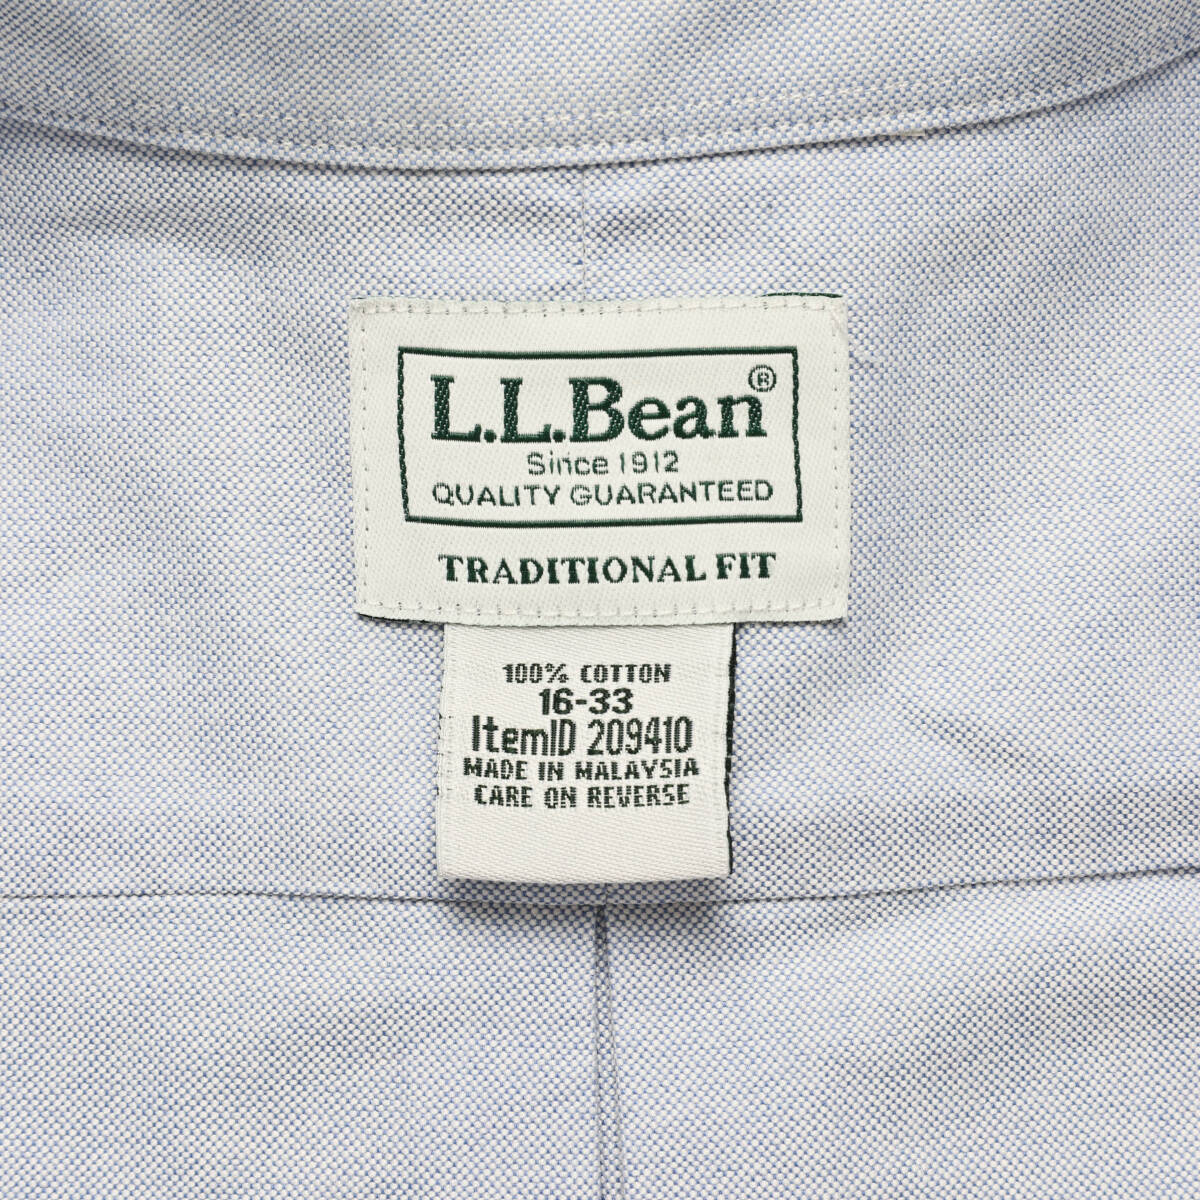 L.L.Bean®
Since 1912
QUALITY GUARANTEED
TRADITIONAL FIT
100% COTTON
16-33
ItemID 209410
MADE IN MALAYSIA
CARE ON REVERSE